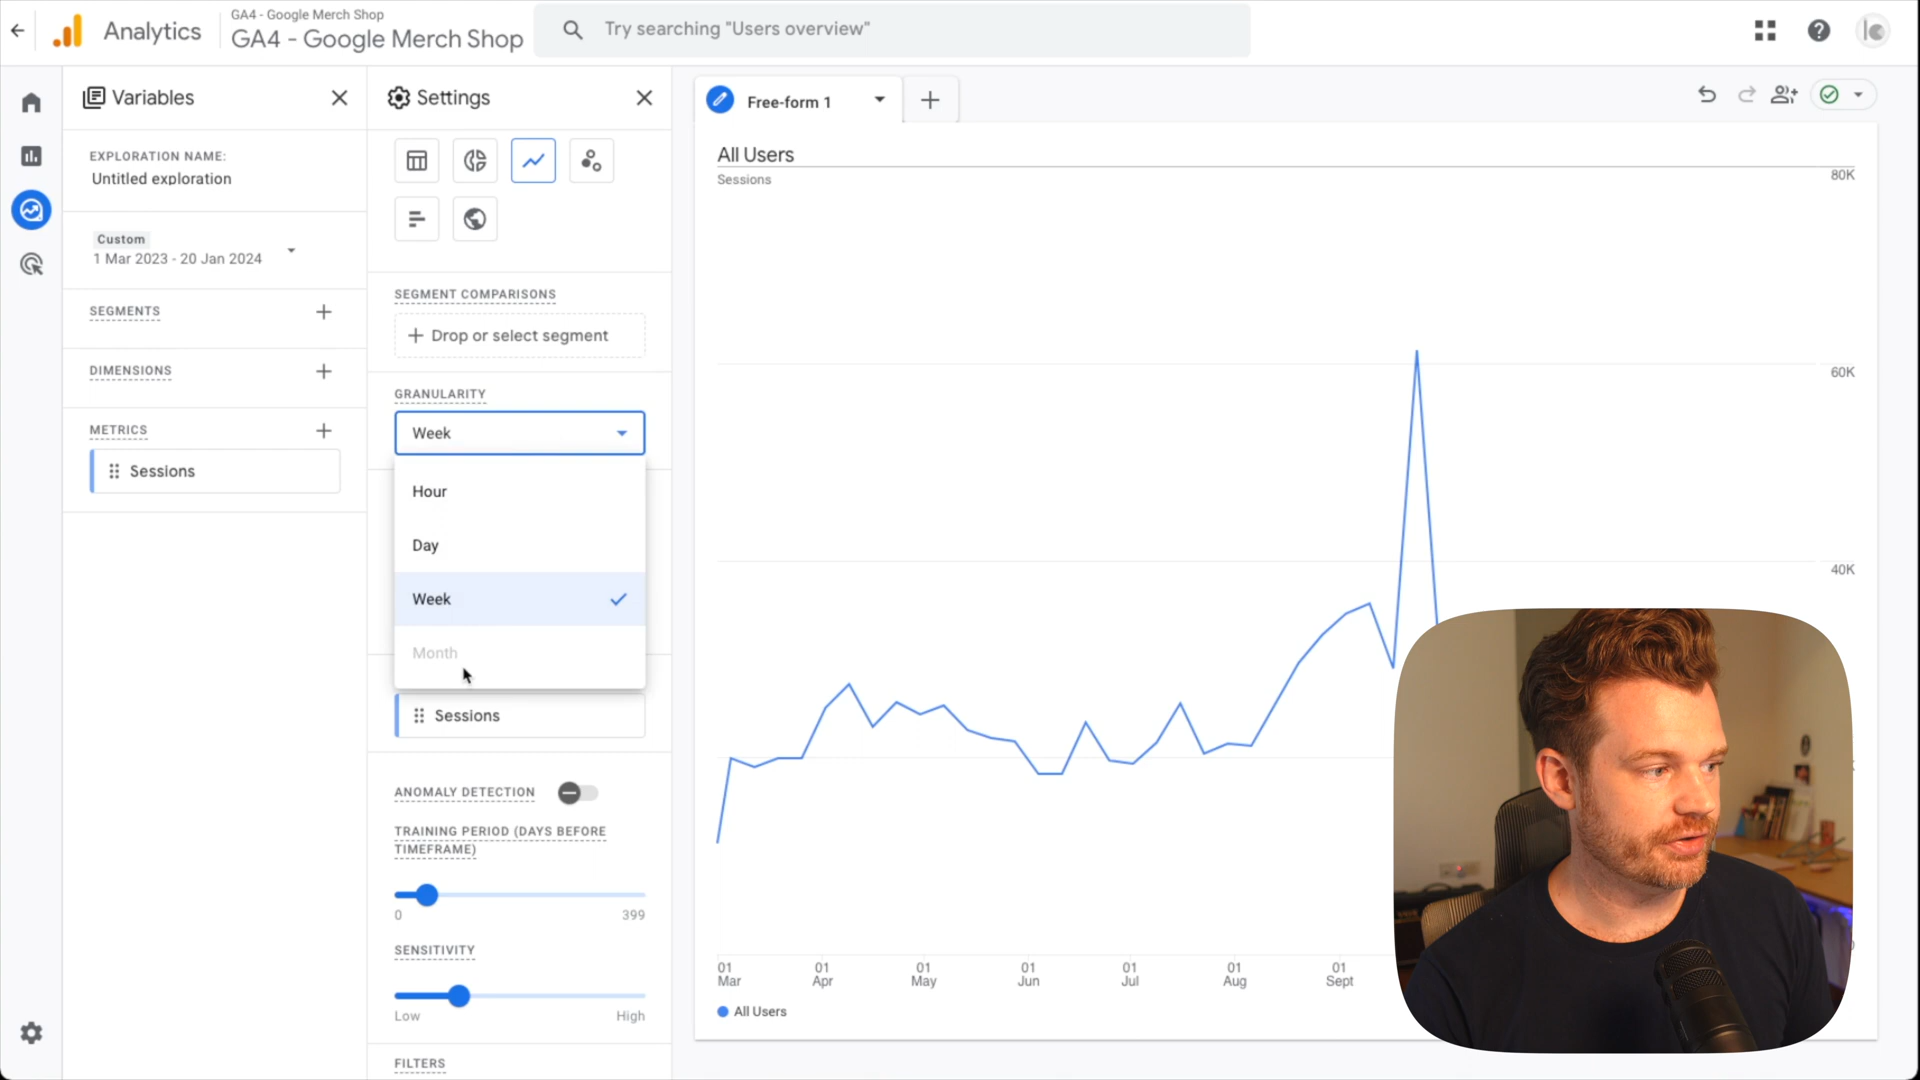 Analytics
GA4 - Google Merch Shop
GA4 - Google Merch Shop
Try searching "Users overview"
Variables
EXPLORATION NAME:
Untitled exploration
Custom
1 Mar 2023 - 20 Jan 2024
SEGMENTS
DIMENSIONS
METRICS
Sessions
Settings
SEGMENT COMPARISONS
Drop or select segment
GRANULARITY
Week
Hour
Day
Week
Month
Sessions
ANOMALY DETECTION
TRAINING PERIOD (DAYS BEFORE
TIMEFRAME)
0
399
SENSITIVITY
Low
High
FILTERS
Free-form 1
All Users
Sessions
80K
60K
40K
01
Mar
01
Apr
01
May
01
Jun
01
Jul
01
Aug
01
Sept
All Users